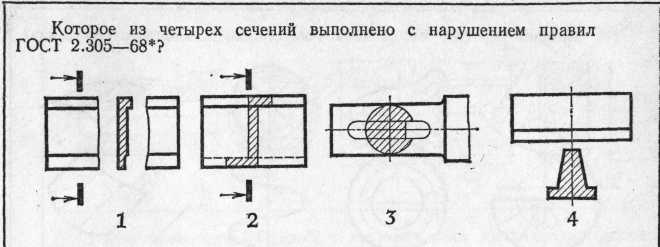 Которое из четырех сечений выполнено с нарушением правил
ГОСТ 2.305—68*?
1 2 3 4